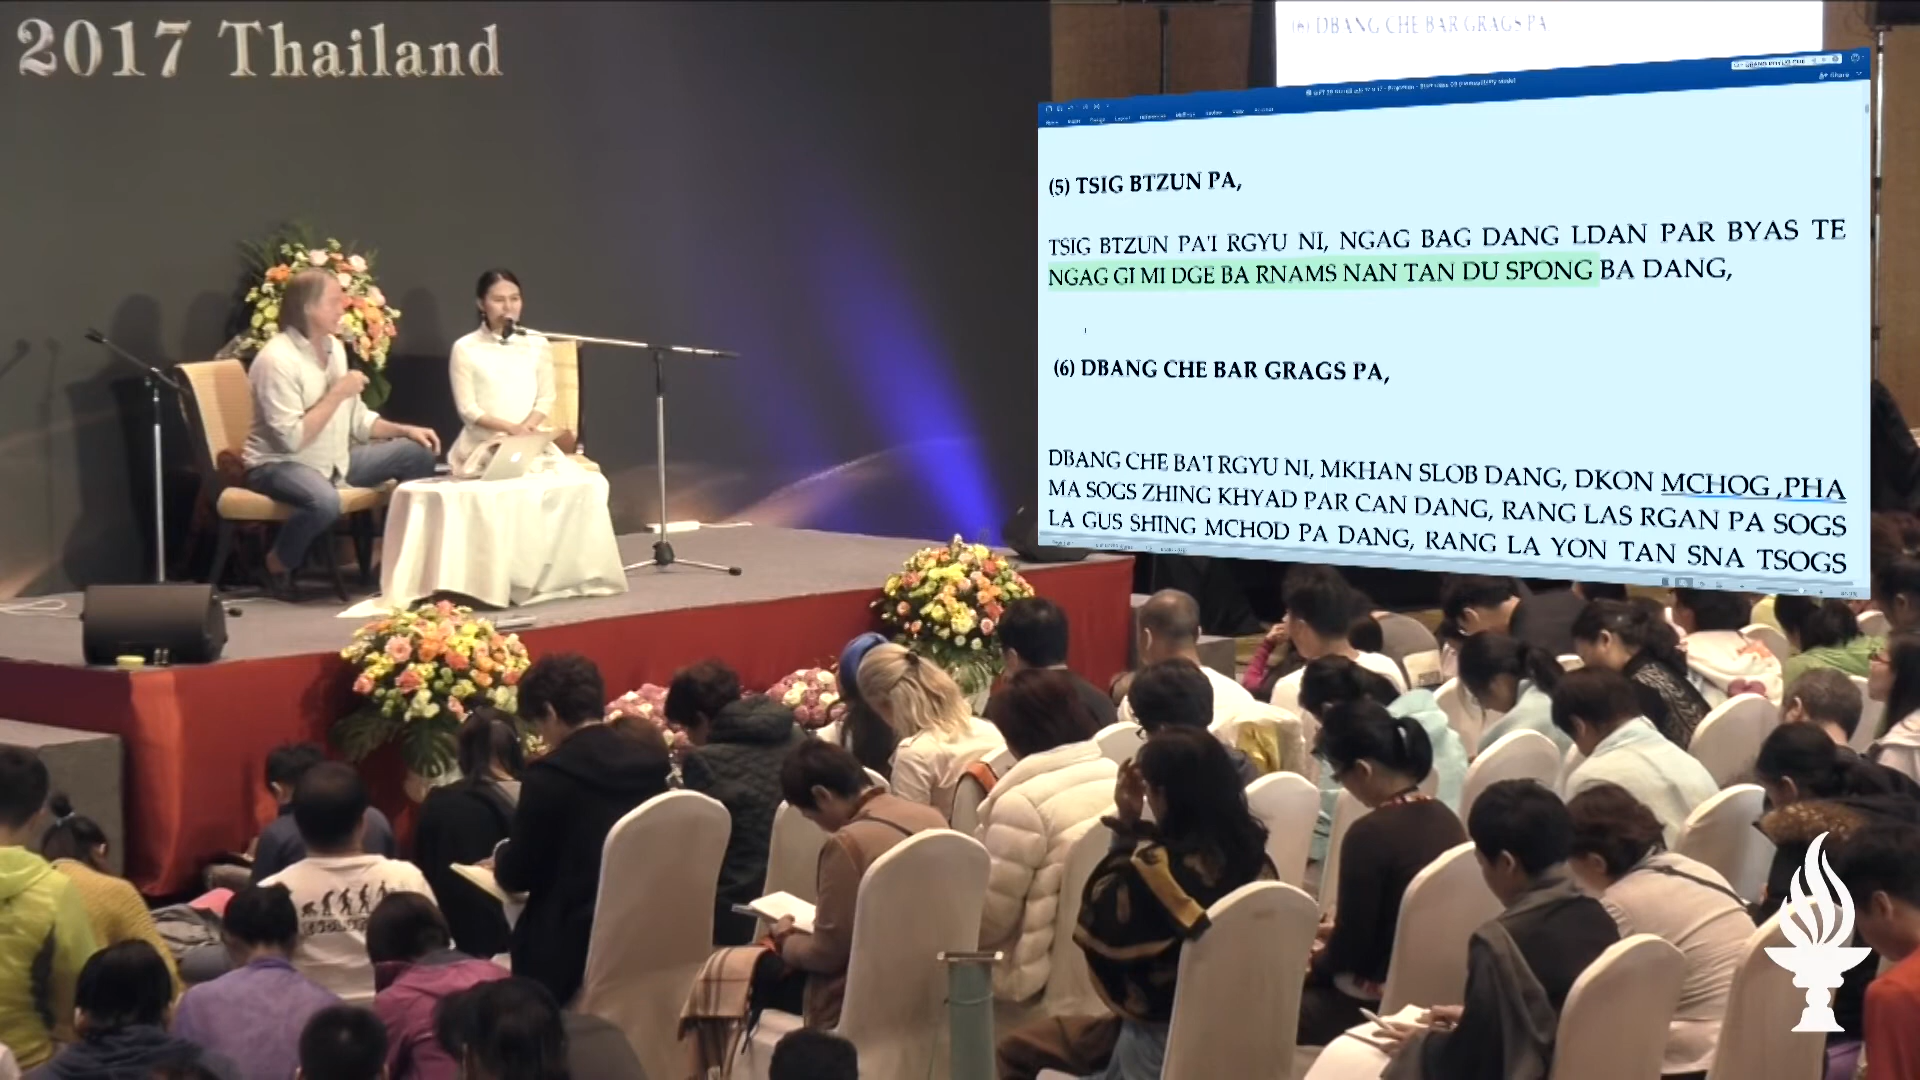 2017 Thailand
(6) DBANG CHE BAR GRAGS PA
Share
(5) TSIG BTZUN PA,
TSIG BTZUN PA'I RGYU NI, NGAG BAG DANG LDAN PAR BYAS TE
NGAG GI MI DGE BA RNAMS NAN TAN DU SPONG BA DANG,
(6) DBANG CHE BAR GRAGS PA,
DBANG CHE BA'I RGYU NI, MKHAN SLOB DANG, DKON MCHOG ,PHA
MA SOGS ZHING KHYAD PAR CAN DANG, RANG LAS RGAN PA SOGS
LA GUS SHING MCHOD PA DANG, RANG LA YON TAN SNA TSOGS